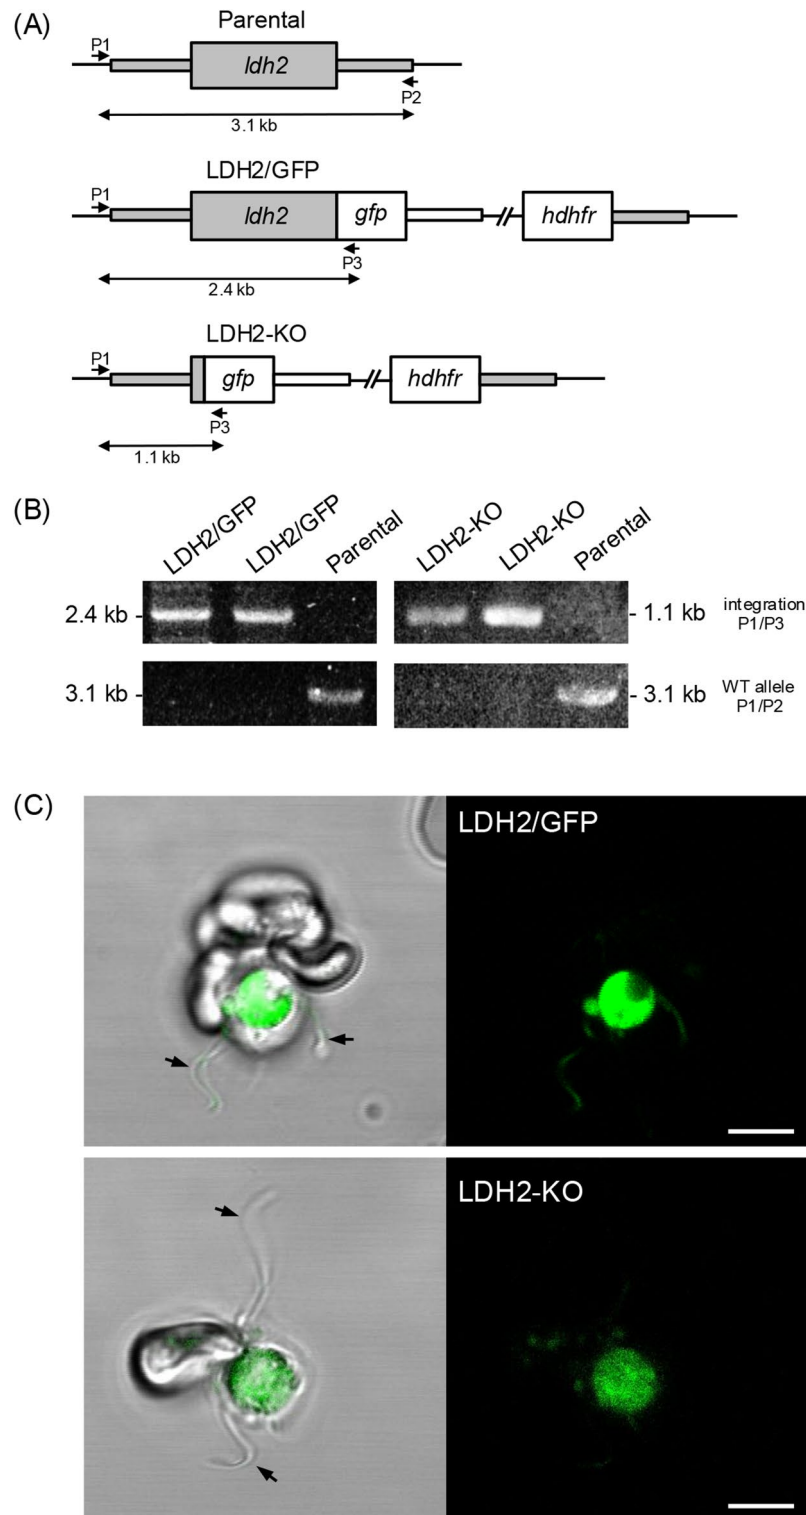 (A)
Parental
P1
ldh2
P2
3.1 kb
LDH2/GFP
P1
ldh2
gfp
hdhfr
P3
2.4 kb
LDH2-KO
P1
gfp
hdhfr
P3
1.1 kb
(B)
LDH2/GFP LDH2/GFP Parental LDH2-KO LDH2-KO Parental
2.4 kb - - 1.1 kb integration P1/P3
3.1 kb - - 3.1 kb WT allele P1/P2
(C)
LDH2/GFP
LDH2-KO